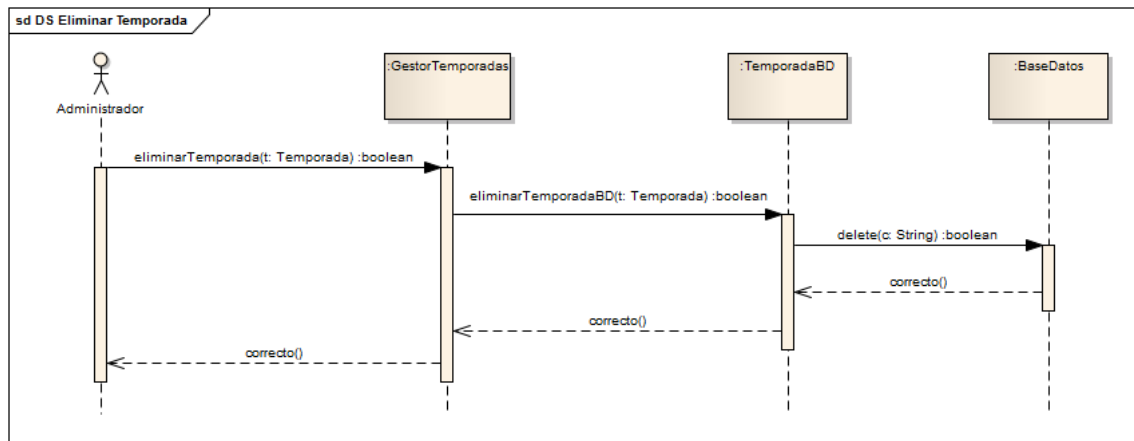 sd DS Eliminar Temporada
Administrador
:GestorTemporadas
:TemporadaBD
:BaseDatos
eliminarTemporada(t: Temporada) :boolean
eliminarTemporadaBD(t: Temporada) :boolean
delete(c: String) :boolean
correcto()
correcto()
correcto()